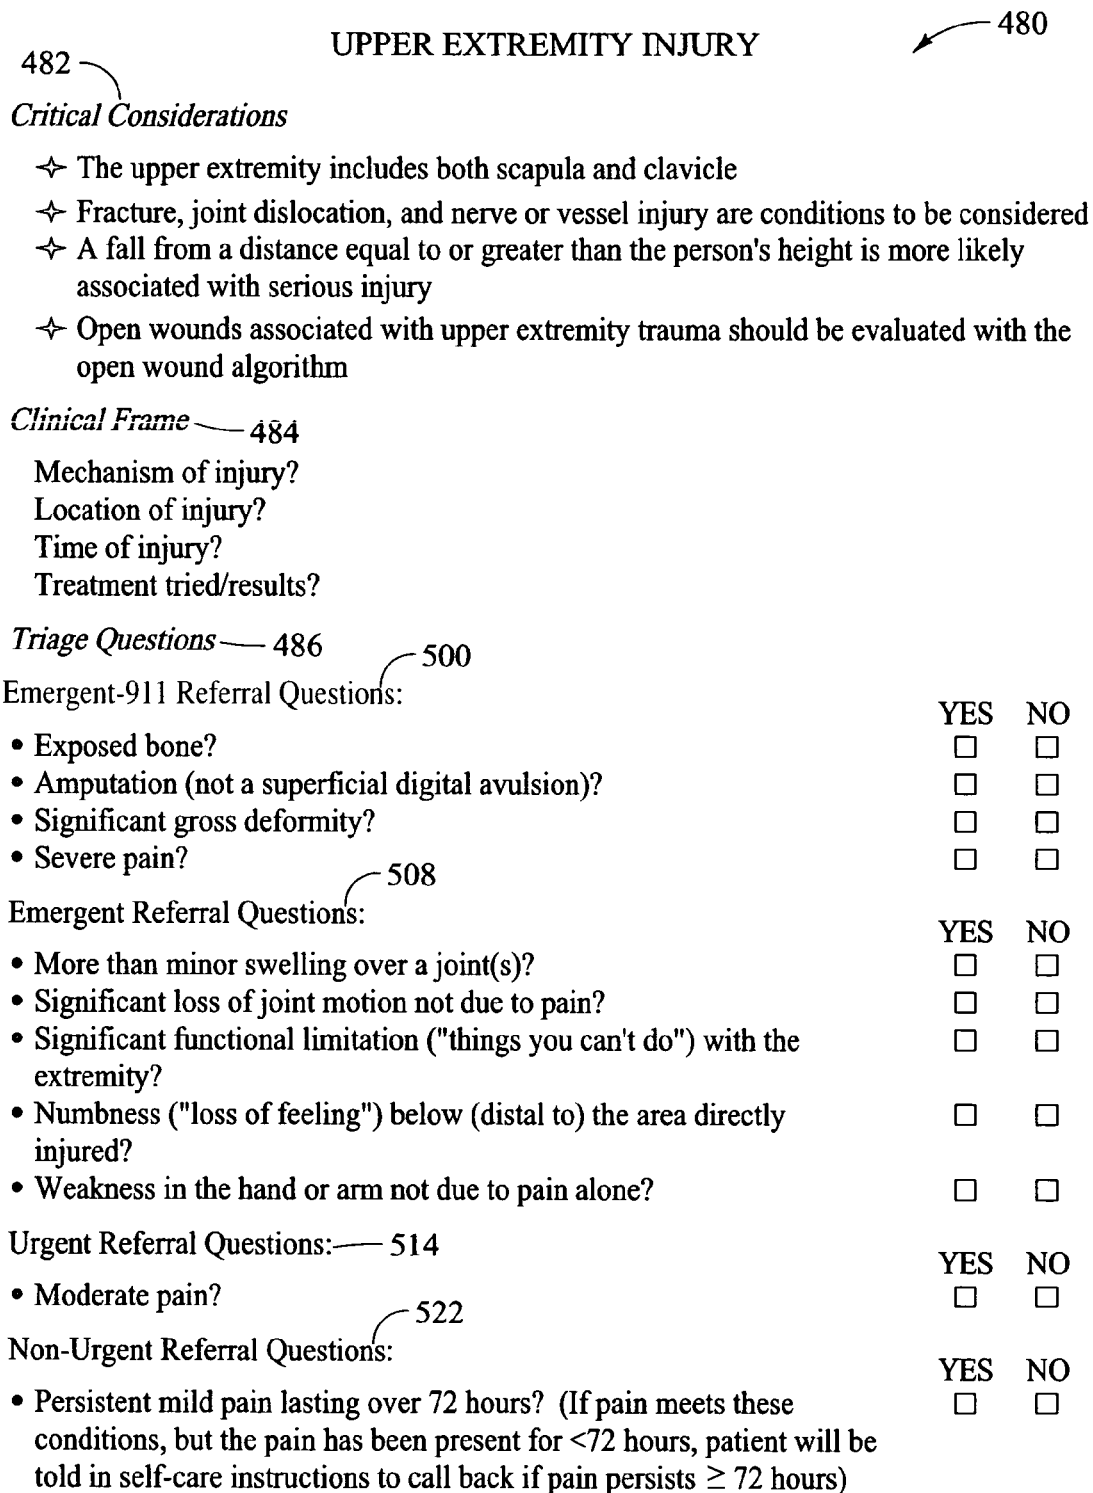 UPPER EXTREMITY INJURY
480
482
Critical Considerations
✧ The upper extremity includes both scapula and clavicle
✧ Fracture, joint dislocation, and nerve or vessel injury are conditions to be considered
✧ A fall from a distance equal to or greater than the person's height is more likely
associated with serious injury
✧ Open wounds associated with upper extremity trauma should be evaluated with the
open wound algorithm
Clinical Frame 484
Mechanism of injury?
Location of injury?
Time of injury?
Treatment tried/results?
Triage Questions 486
500
Emergent-911 Referral Questions:
YES NO
• Exposed bone? ☐ ☐
• Amputation (not a superficial digital avulsion)? ☐ ☐
• Significant gross deformity? ☐ ☐
• Severe pain? ☐ ☐
508
Emergent Referral Questions:
YES NO
• More than minor swelling over a joint(s)? ☐ ☐
• Significant loss of joint motion not due to pain? ☐ ☐
• Significant functional limitation ("things you can't do") with the ☐ ☐
extremity?
• Numbness ("loss of feeling") below (distal to) the area directly ☐ ☐
injured?
• Weakness in the hand or arm not due to pain alone? ☐ ☐
Urgent Referral Questions: 514
YES NO
• Moderate pain? ☐ ☐
522
Non-Urgent Referral Questions:
YES NO
• Persistent mild pain lasting over 72 hours? (If pain meets these ☐ ☐
conditions, but the pain has been present for <72 hours, patient will be
told in self-care instructions to call back if pain persists ≥ 72 hours)